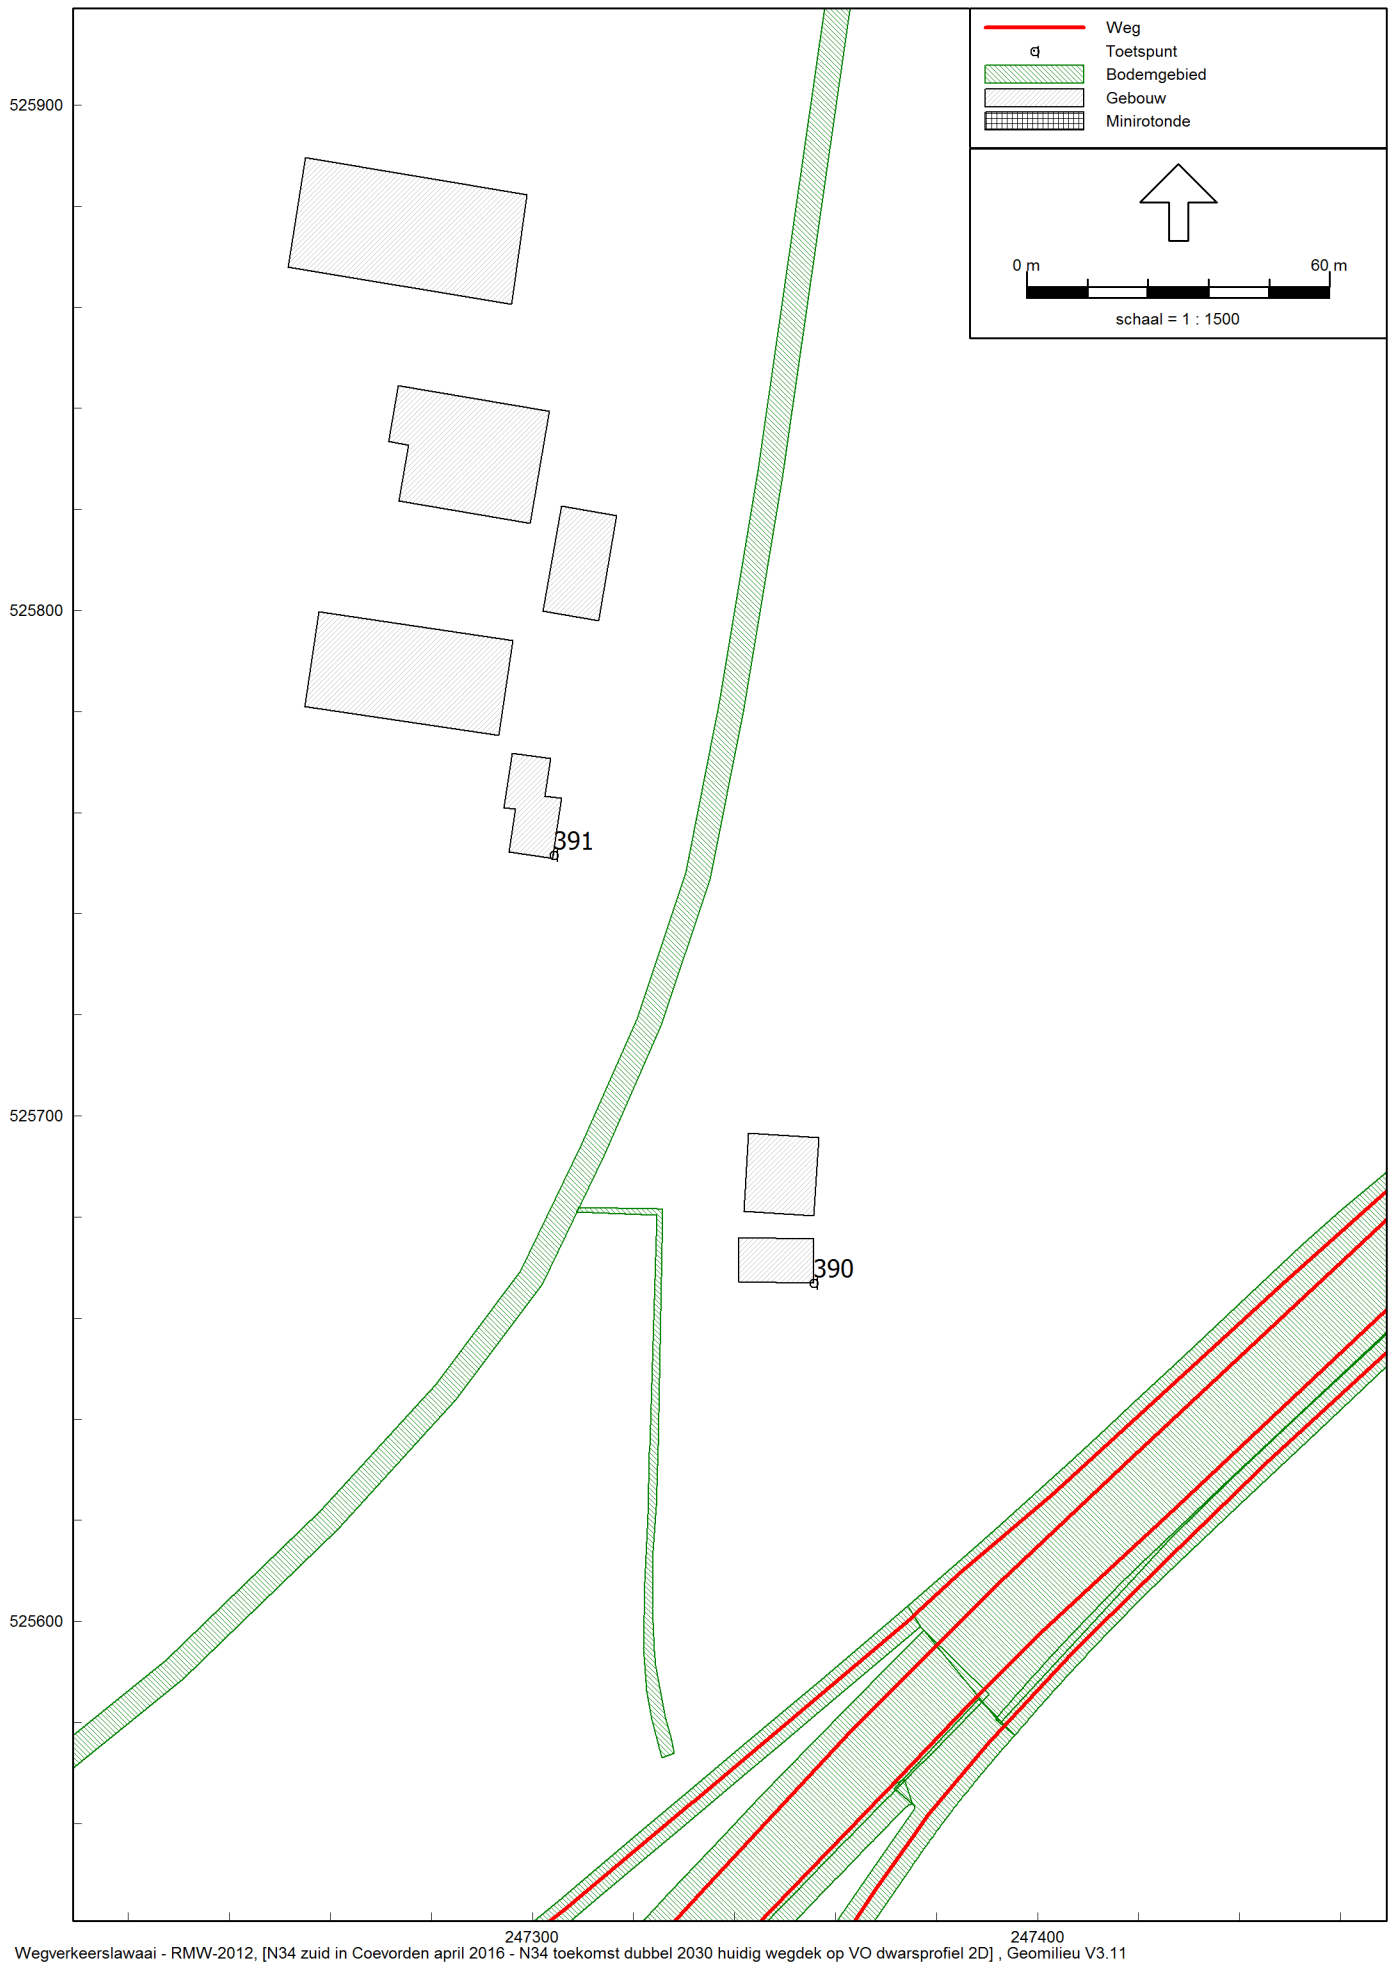 Weg
Toetspunt
Bodemgebied
Gebouw
Minirotonde
0 m
60 m
schaal = 1 : 1500
525900
525800
391
525700
390
525600
247300
247400
Wegverkeerslawaai - RMW-2012, [N34 zuid in Coevorden april 2016 - N34 toekomst dubbel 2030 huidig wegdek op VO dwarsprofiel 2D] , Geomilieu V3.11